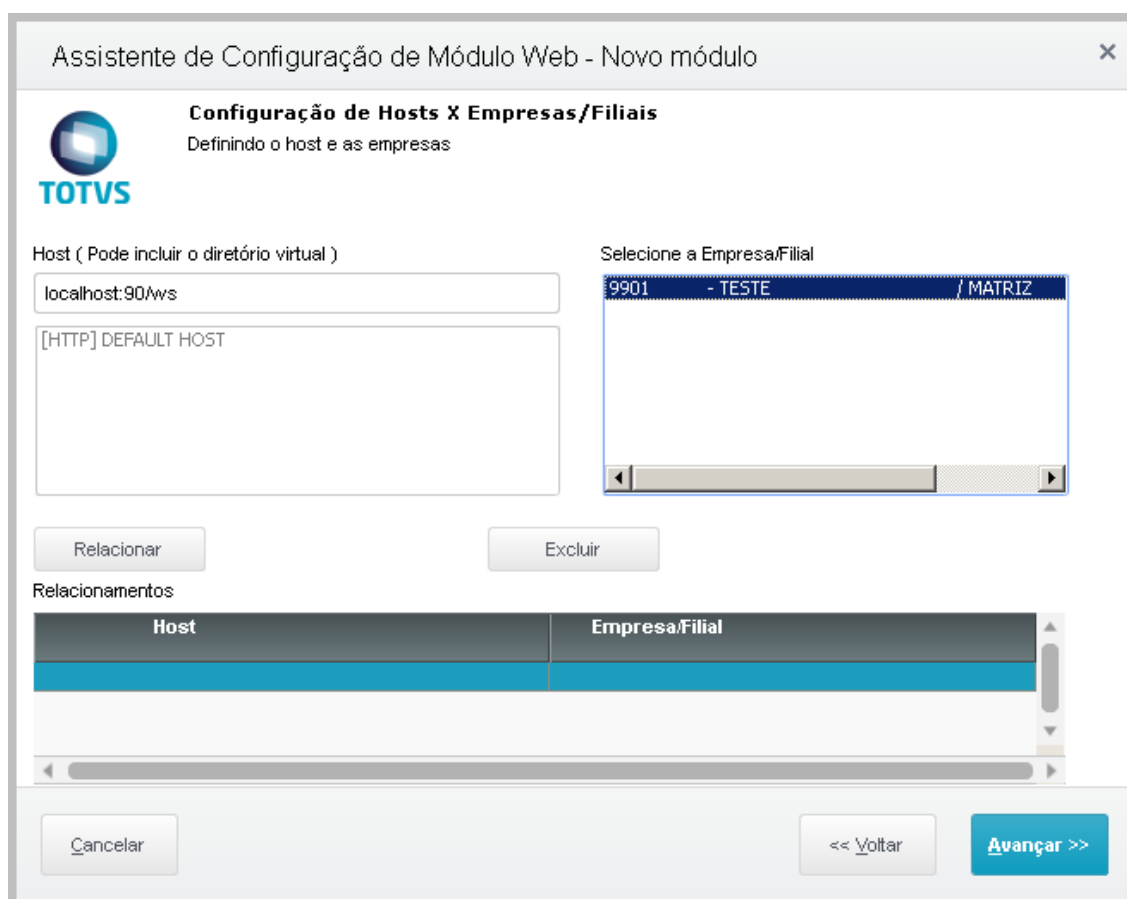 Assistente de Configuração de Módulo Web - Novo módulo
×
Configuração de Hosts X Empresas/Filiais
Definindo o host e as empresas
TOTVS
Host ( Pode incluir o diretório virtual )
Selecione a Empresa/Filial
localhost:90/ws
9901 - TESTE / MATRIZ
[HTTP] DEFAULT HOST
Relacionar
Excluir
Relacionamentos
Host Empresa/Filial
Cancelar
<< Voltar
Avançar >>